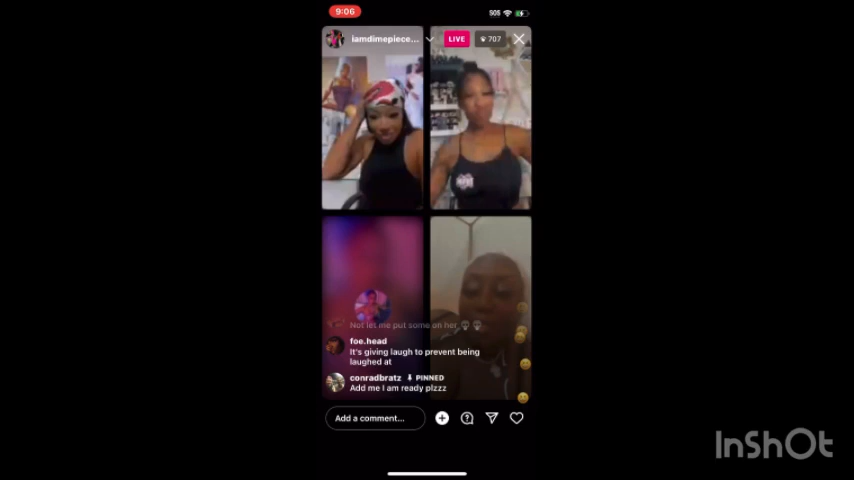 9:06
SOS
iamdimepiece...
LIVE
707
Not let me put some on her 💀💀
foe.head
It's giving laugh to prevent being
laughed at
conradbratz PINNED
Add me I am ready plzzz
Add a comment...
InShOt